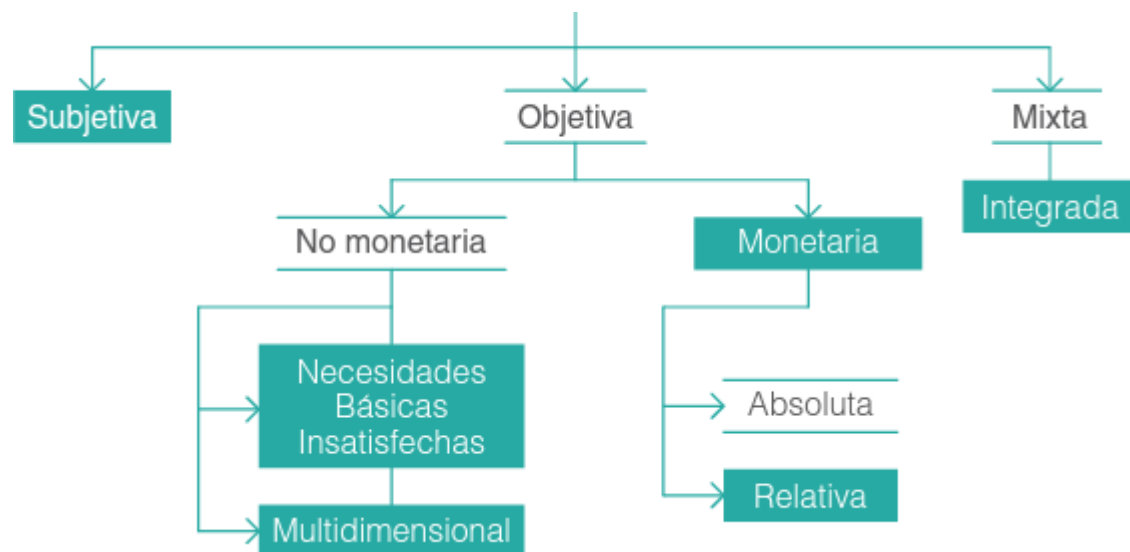 Subjetiva
Objetiva
Mixta
Integrada
No monetaria
Monetaria
Necesidades
Básicas
Insatisfechas
Absoluta
Relativa
Multidimensional